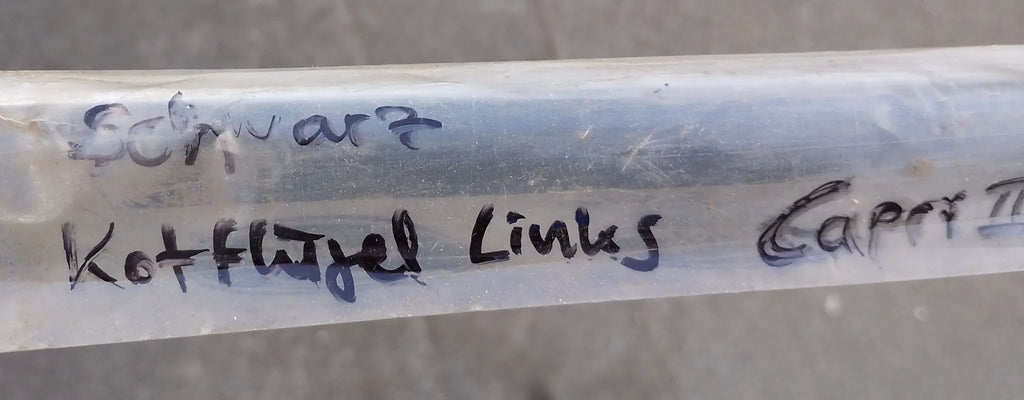 Schwarz
Kotflügel Links Capri II